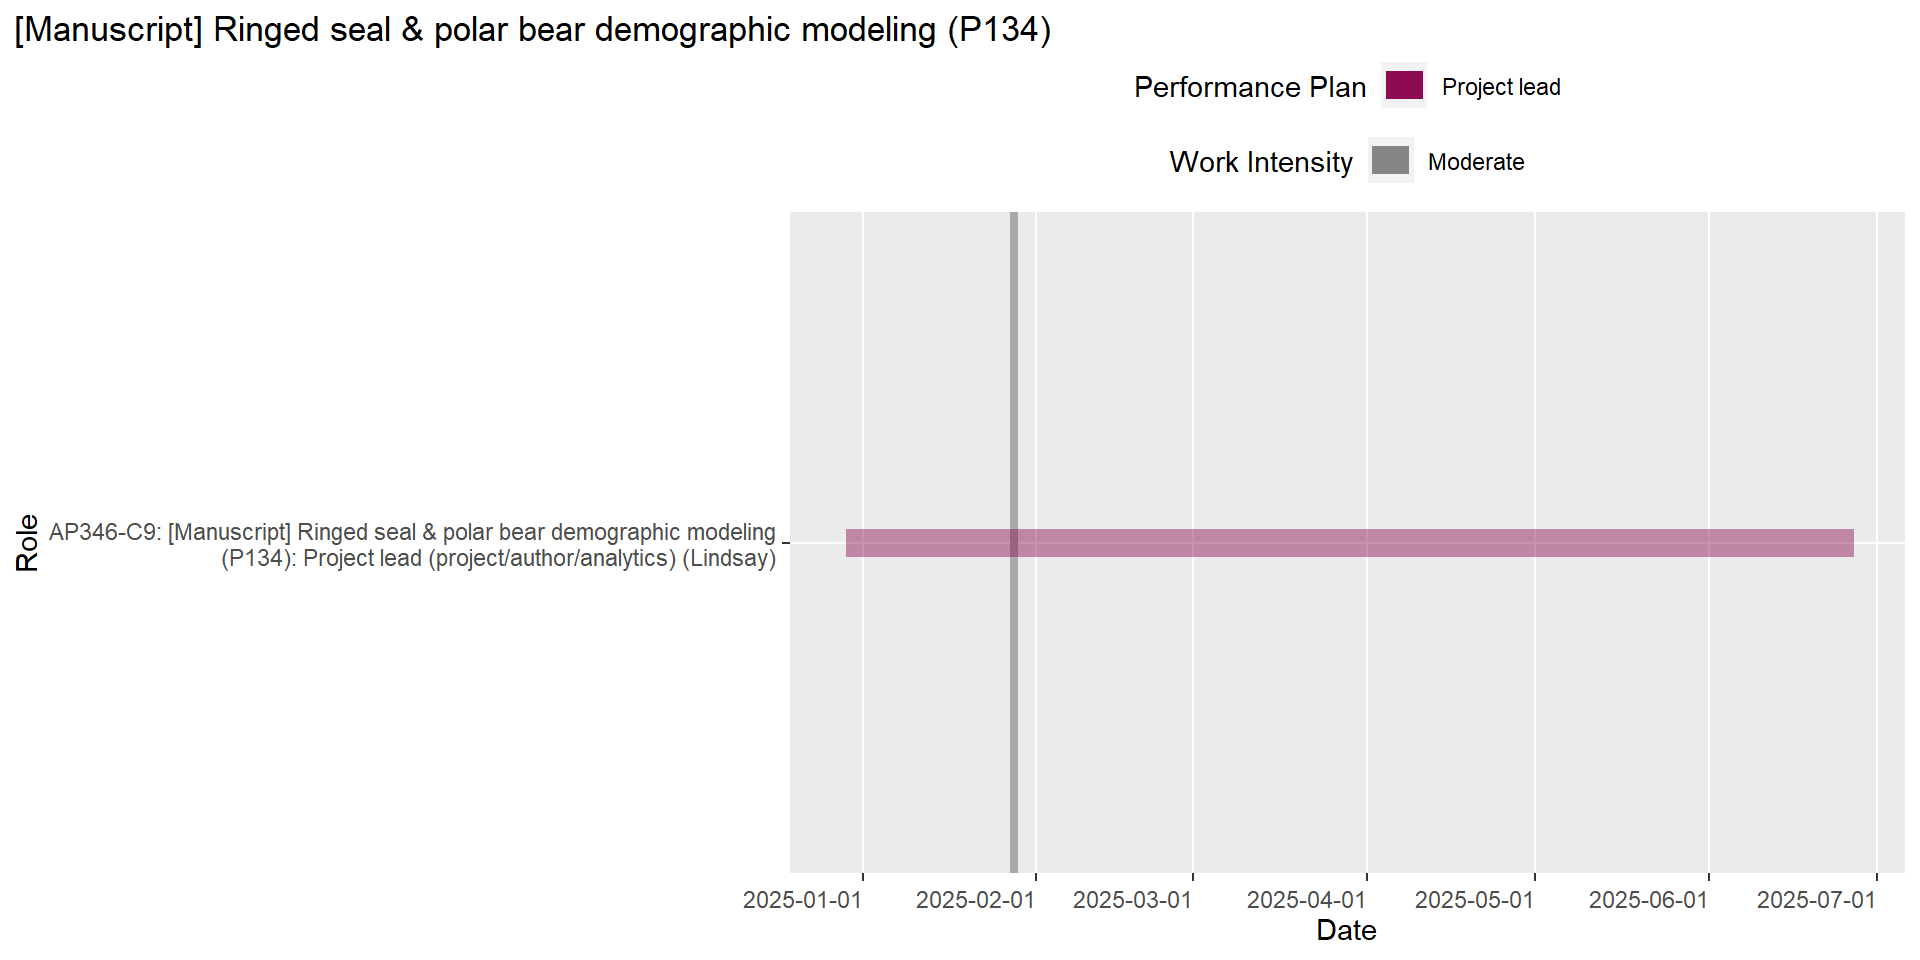 [Manuscript] Ringed seal & polar bear demographic modeling (P134)
Performance Plan
Project lead
Work Intensity
Moderate
Role
AP346-C9: [Manuscript] Ringed seal & polar bear demographic modeling
(P134): Project lead (project/author/analytics) (Lindsay)
2025-01-01
2025-02-01
2025-03-01
2025-04-01
2025-05-01
2025-06-01
2025-07-01
Date